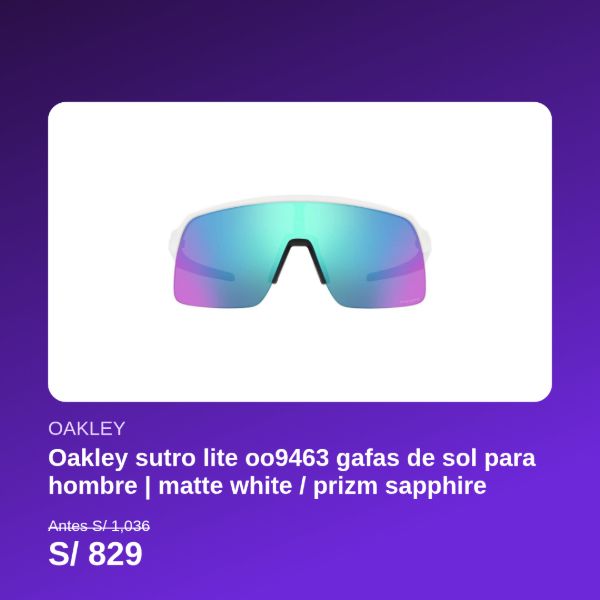 OAKLEY
Oakley sutro lite oo9463 gafas de sol para
hombre | matte white / prizm sapphire
Antes S/ 1,036
S/ 829